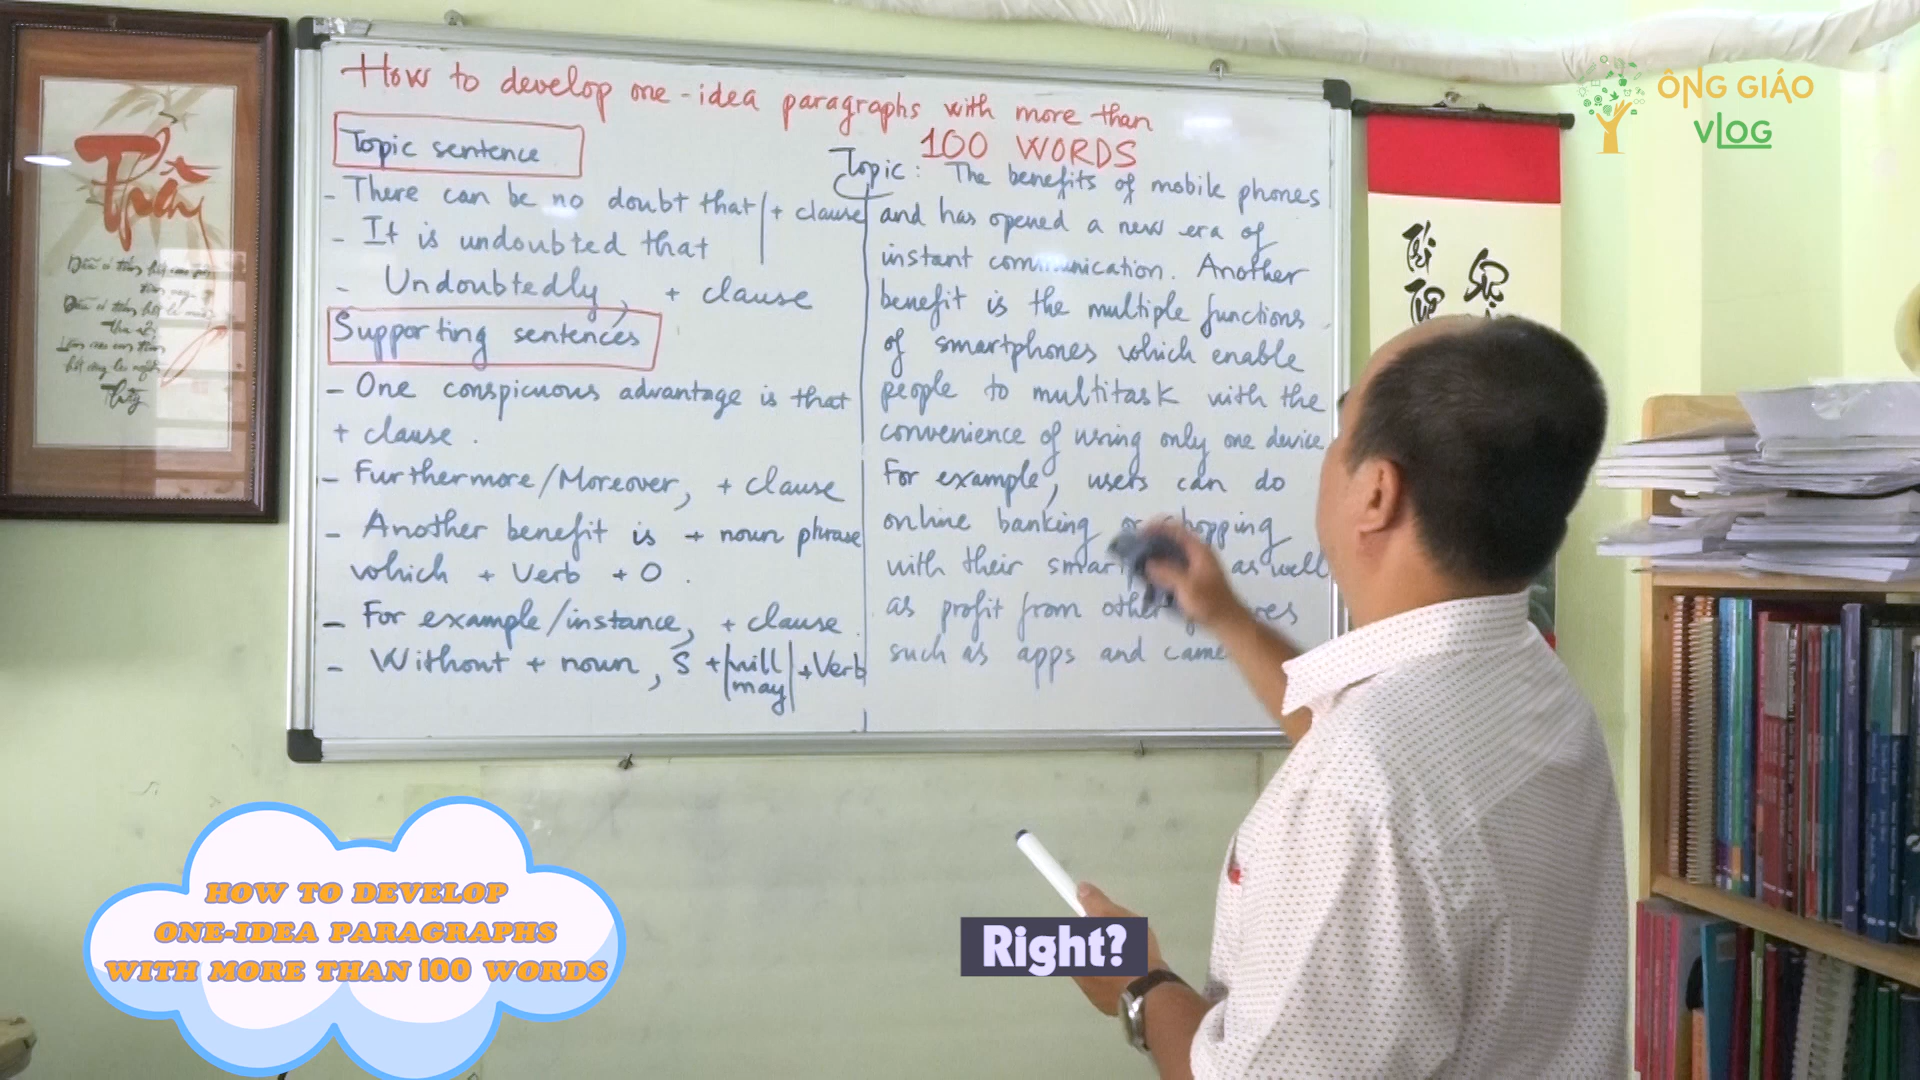 How to develop one-idea paragraphs with more than
100 WORDS
Topic sentence
- There can be no doubt that
+ clause
- It is undoubted that
- Undoubtedly, + clause
Supporting sentences
- One conspicuous advantage is that
+ clause.
- Furthermore/Moreover, + clause
- Another benefit is + noun phrase
which + Verb + O.
- For example/instance, + clause.
- Without + noun, S + will + Verb
may
Topic: The benefits of mobile phones
and has opened a new era of
instant communication. Another
benefit is the multiple functions
of smartphones which enable
people to multitask with the
convenience of using only one device
For example, users can do
online banking or shopping
with their as well
as profit from other
such as apps and
ÔNG GIÁO
VLOG
Thầy
HOW TO DEVELOP
ONE-IDEA PARAGRAPHS
WITH MORE THAN 100 WORDS
Right?